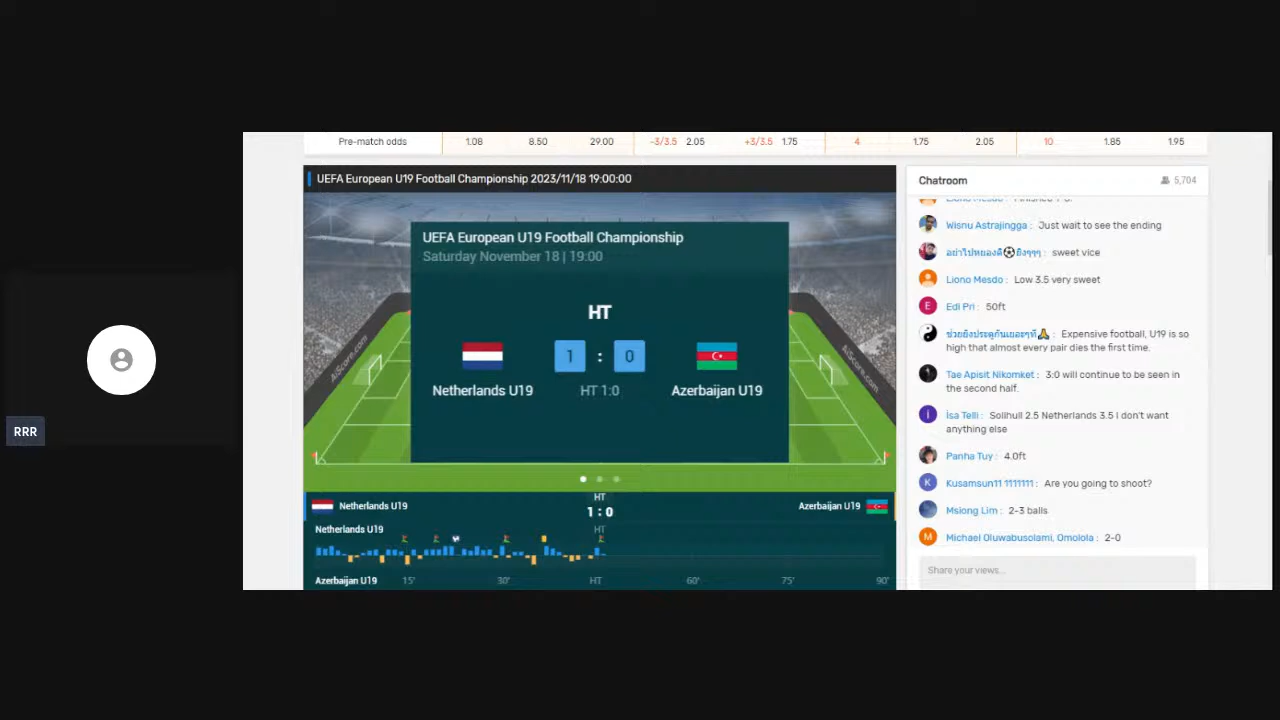 Pre-match odds 1.08 8.50 29.00 -3/3.5 2.05 +3/3.5 1.75 4 1.75 2.05 10 1.85 1.95
UEFA European U19 Football Championship 2023/11/18 19:00:00
UEFA European U19 Football Championship
Saturday November 18 | 19:00
HT
1 : 0
Netherlands U19 HT 1:0 Azerbaijan U19
AiScore.com
AiScore.com
HT
Netherlands U19 1 : 0 Azerbaijan U19
Netherlands U19 HT
Azerbaijan U19 15' 30' HT 60' 75' 90'
Chatroom 5,704
Liono Mesdo :
Wisnu Astrajingga : Just wait to see the ending
sweet vice
Liono Mesdo : Low 3.5 very sweet
E Edi Pri : 50ft
Expensive football, U19 is so
high that almost every pair dies the first time.
Tae Apisit Nikomket : 3:0 will continue to be seen in
the second half.
i İsa Telli : Solihull 2.5 Netherlands 3.5 I don't want
anything else
Panha Tuy : 4.0ft
K Kusamsun11 1111111 : Are you going to shoot?
Msiong Lim : 2-3 balls
M Michael Oluwabusolami, Omolola : 2-0
Share your views...
RRR